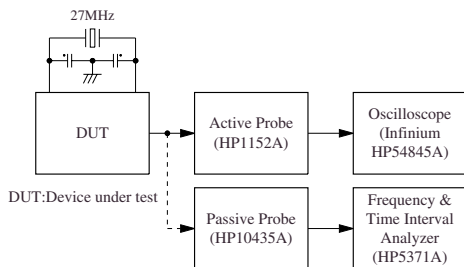 27MHz
DUT
Active Probe
(HP1152A)
Oscilloscope
(Infinium
HP54845A)
DUT:Device under test
Passive Probe
(HP10435A)
Frequency &
Time Interval
Analyzer
(HP5371A)